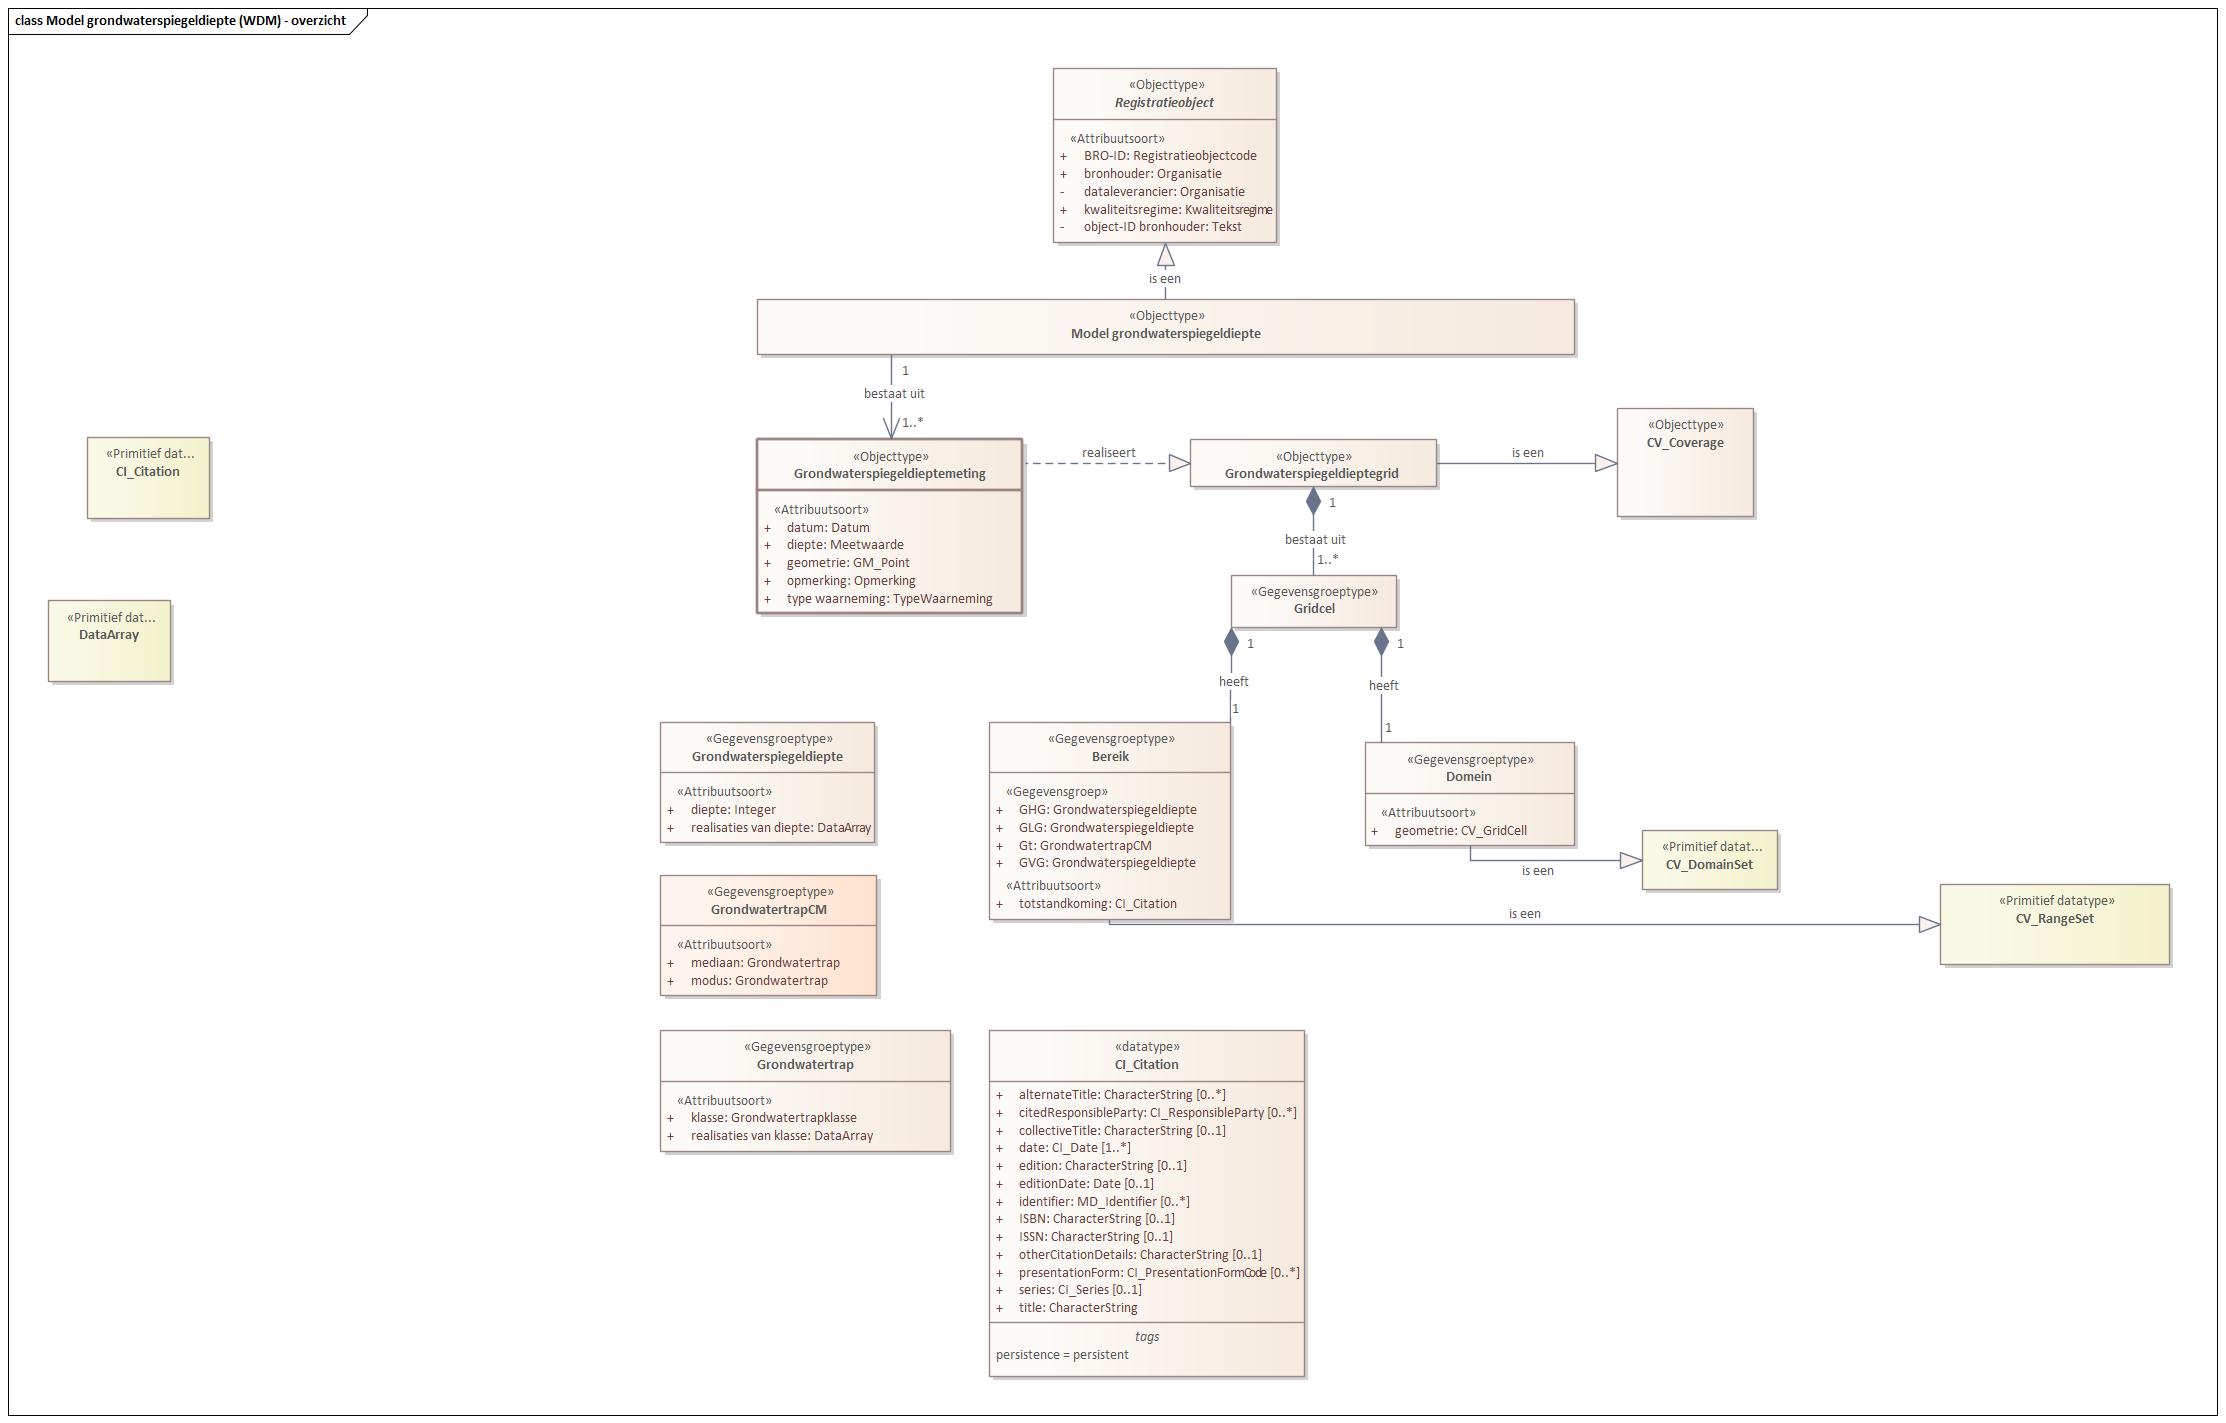 class Model grondwaterspiegeldiepte (WDM) - overzicht
«Objecttype»
Registratieobject
«Attribuutsoort»
+ BRO-ID: Registratieobjectcode
+ bronhouder: Organisatie
- dataleverancier: Organisatie
+ kwaliteitsregime: Kwaliteitsregime
- object-ID bronhouder: Tekst
is een
«Objecttype»
Model grondwaterspiegeldiepte
1
bestaat uit
1..*
«Objecttype»
Grondwaterspiegeldieptemeting
«Attribuutsoort»
+ datum: Datum
+ diepte: Meetwaarde
+ geometrie: GM_Point
+ opmerking: Opmerking
+ type waarneming: TypeWaarneming
realiseert
«Objecttype»
Grondwaterspiegeldieptegrid
is een
«Objecttype»
CV_Coverage
«Primitief dat...
CI_Citation
«Primitief dat...
DataArray
1
bestaat uit
1..*
«Gegevensgroeptype»
Gridcel
1
heeft
1
1
heeft
1
«Gegevensgroeptype»
Grondwaterspiegeldiepte
«Attribuutsoort»
+ diepte: Integer
+ realisaties van diepte: DataArray
«Gegevensgroeptype»
Bereik
«Gegevensgroep»
+ GHG: Grondwaterspiegeldiepte
+ GLG: Grondwaterspiegeldiepte
+ Gt: GrondwatertrapCM
+ GVG: Grondwaterspiegeldiepte
«Attribuutsoort»
+ totstandkoming: CI_Citation
«Gegevensgroeptype»
Domein
«Attribuutsoort»
+ geometrie: CV_GridCell
is een
«Primitief datat...
CV_DomainSet
is een
«Primitief datatype»
CV_RangeSet
«Gegevensgroeptype»
GrondwatertrapCM
«Attribuutsoort»
+ mediaan: Grondwatertrap
+ modus: Grondwatertrap
«Gegevensgroeptype»
Grondwatertrap
«Attribuutsoort»
+ klasse: Grondwatertrapklasse
+ realisaties van klasse: DataArray
«datatype»
CI_Citation
+ alternateTitle: CharacterString [0..*]
+ citedResponsibleParty: CI_ResponsibleParty [0..*]
+ collectiveTitle: CharacterString [0..1]
+ date: CI_Date [1..*]
+ edition: CharacterString [0..1]
+ editionDate: Date [0..1]
+ identifier: MD_Identifier [0..*]
+ ISBN: CharacterString [0..1]
+ ISSN: CharacterString [0..1]
+ otherCitationDetails: CharacterString [0..1]
+ presentationForm: CI_PresentationFormCode [0..*]
+ series: CI_Series [0..1]
+ title: CharacterString
tags
persistence = persistent